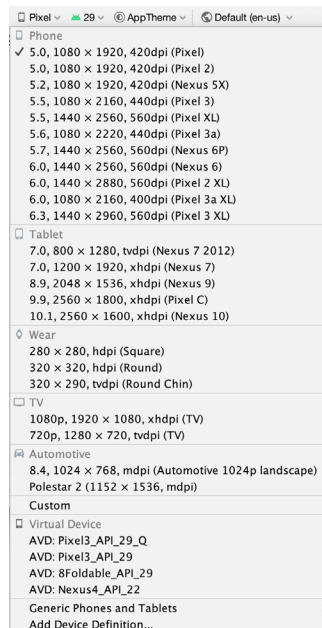 Pixel 29 AppTheme Default (en-us)
Phone
5.0, 1080 × 1920, 420dpi (Pixel)
5.0, 1080 × 1920, 420dpi (Pixel 2)
5.2, 1080 × 1920, 420dpi (Nexus 5X)
5.5, 1080 × 2160, 440dpi (Pixel 3)
5.5, 1440 × 2560, 560dpi (Pixel XL)
5.6, 1080 × 2220, 440dpi (Pixel 3a)
5.7, 1440 × 2560, 560dpi (Nexus 6P)
6.0, 1440 × 2560, 560dpi (Nexus 6)
6.0, 1440 × 2880, 560dpi (Pixel 2 XL)
6.0, 1080 × 2160, 400dpi (Pixel 3a XL)
6.3, 1440 × 2960, 560dpi (Pixel 3 XL)
Tablet
7.0, 800 × 1280, tvdpi (Nexus 7 2012)
7.0, 1200 × 1920, xhdpi (Nexus 7)
8.9, 2048 × 1536, xhdpi (Nexus 9)
9.9, 2560 × 1800, xhdpi (Pixel C)
10.1, 2560 × 1600, xhdpi (Nexus 10)
Wear
280 × 280, hdpi (Square)
320 × 320, hdpi (Round)
320 × 290, tvdpi (Round Chin)
TV
1080p, 1920 × 1080, xhdpi (TV)
720p, 1280 × 720, tvdpi (TV)
Automotive
8.4, 1024 × 768, mdpi (Automotive 1024p landscape)
Polestar 2 (1152 × 1536, mdpi)
Custom
Virtual Device
AVD: Pixel3_API_29_Q
AVD: Pixel3_API_29
AVD: 8Foldable_API_29
AVD: Nexus4_API_22
Generic Phones and Tablets
Add Device Definition...